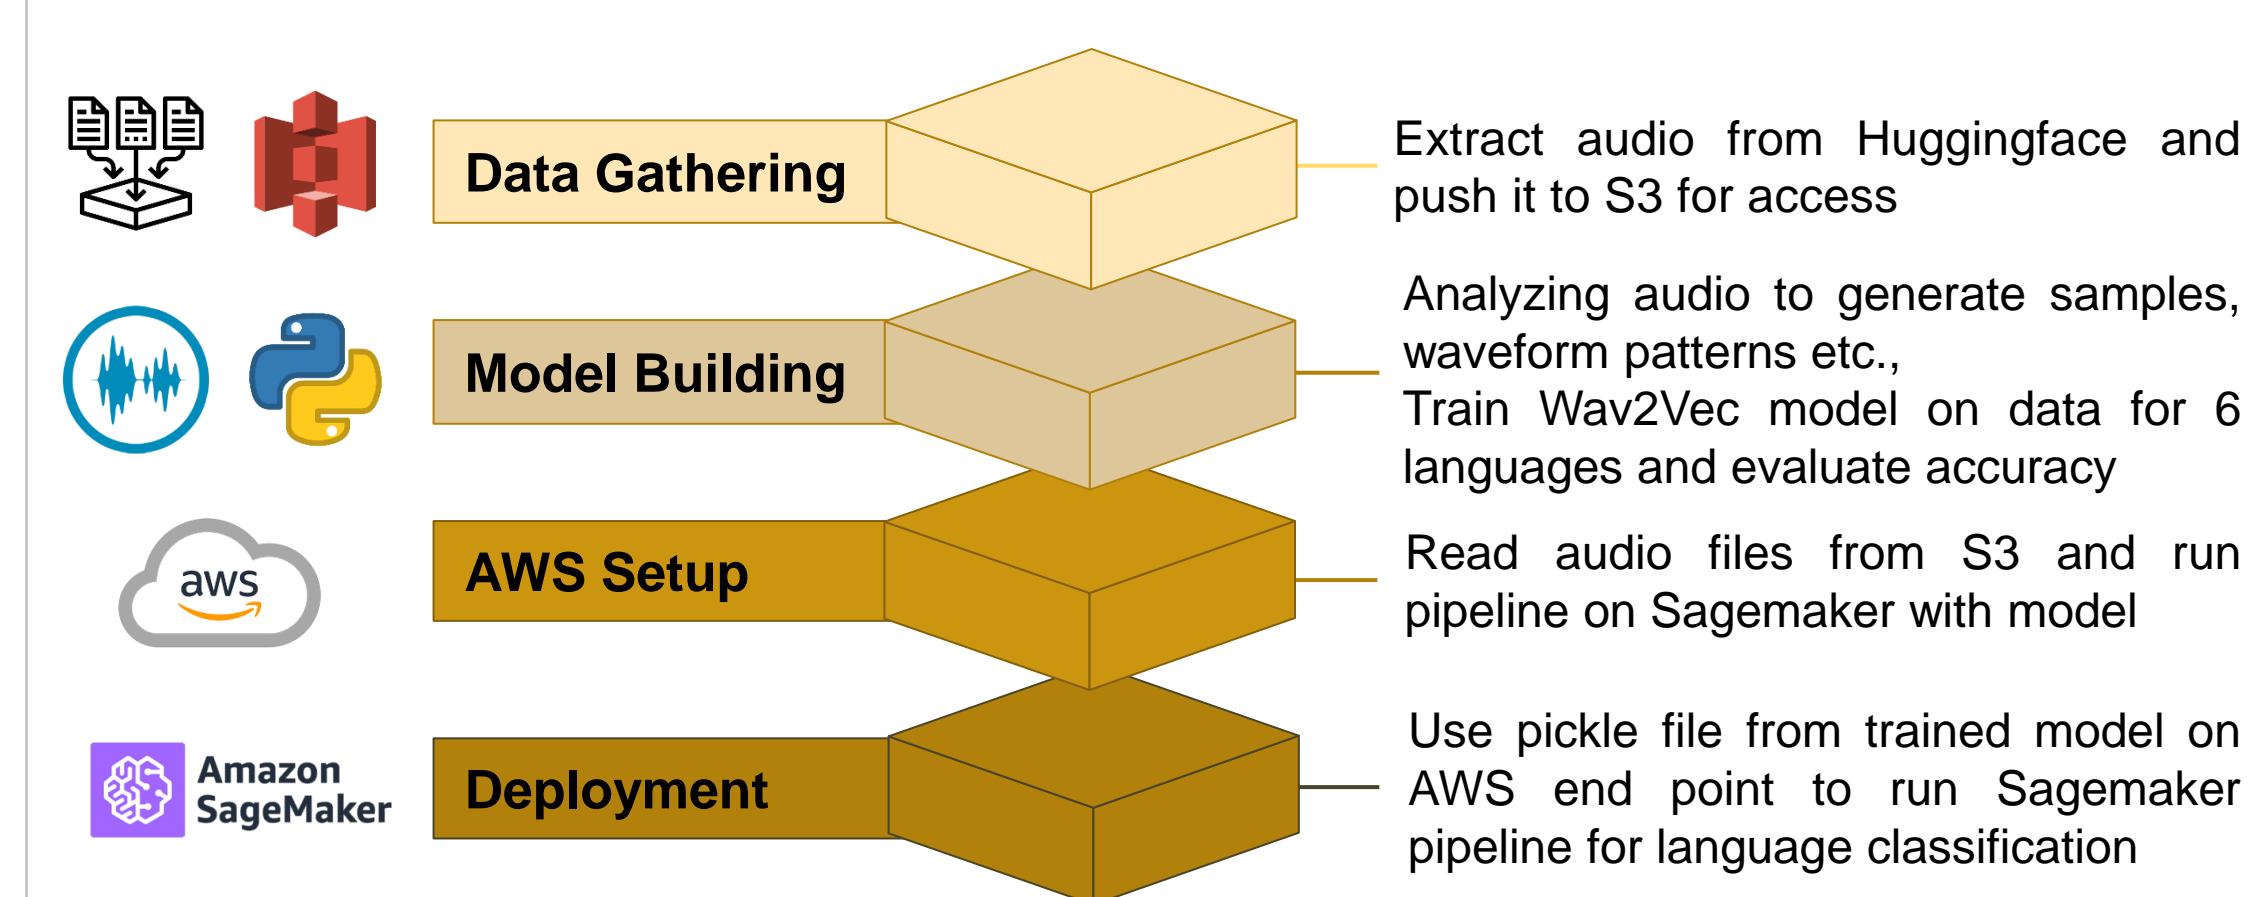 Data Gathering
Extract audio from Huggingface and
push it to S3 for access
Model Building
Analyzing audio to generate samples,
waveform patterns etc.,
Train Wav2Vec model on data for 6
languages and evaluate accuracy
aws
AWS Setup
Read audio files from S3 and run
pipeline on Sagemaker with model
Amazon
SageMaker
Deployment
Use pickle file from trained model on
AWS end point to run Sagemaker
pipeline for language classification